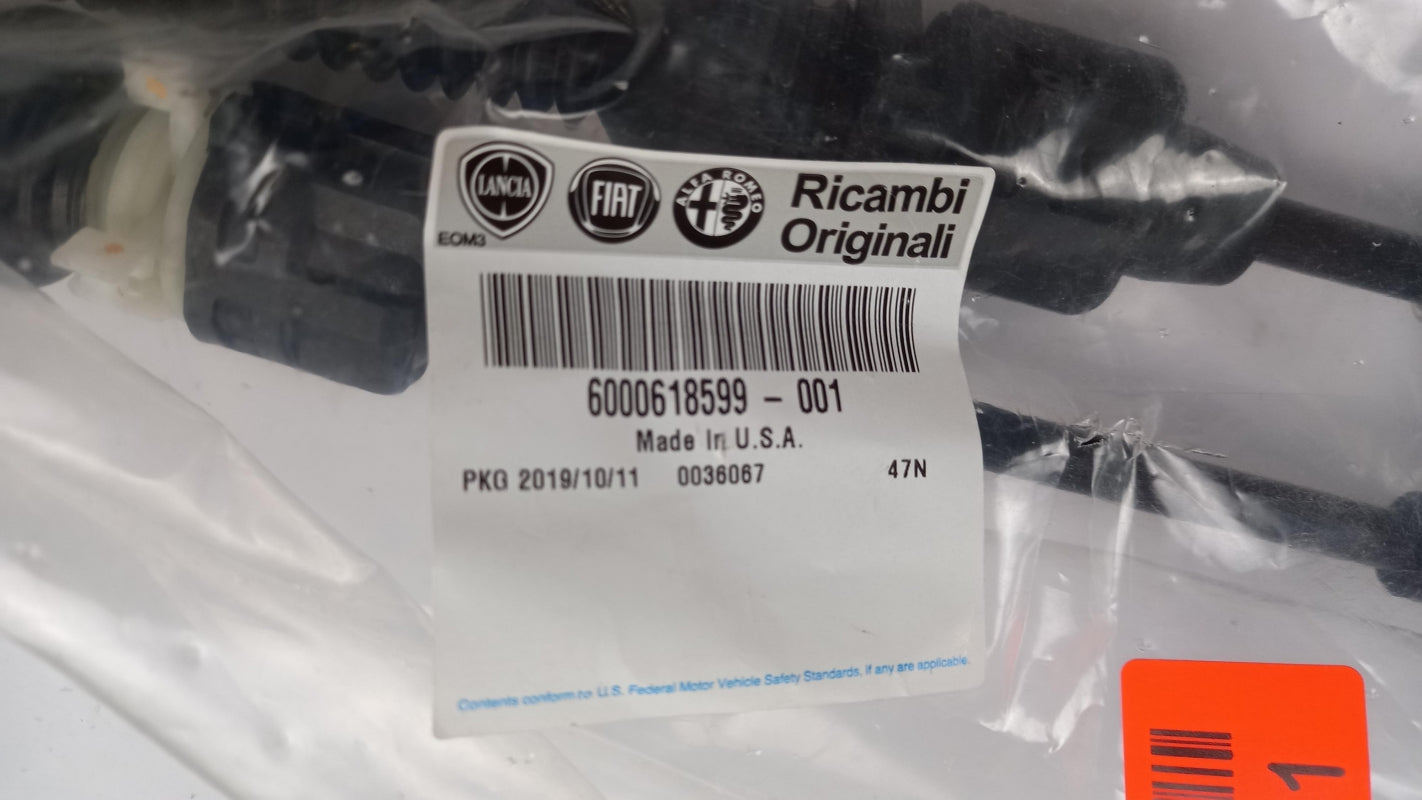 LANCIA FIAT ALFA ROMEO Ricambi
Originali
EOM3
6000618599 - 001
Made In U.S.A.
PKG 2019/10/11 0036067 47N
Contents conform to U.S. Federal Motor Vehicle Safety Standards, if any are applicable.
1